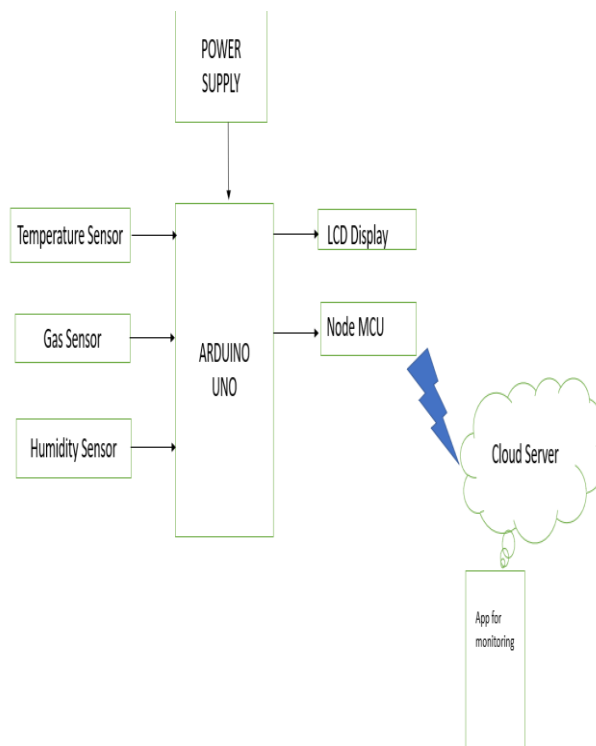 POWER
SUPPLY
Temperature Sensor
LCD Display
Gas Sensor
Node MCU
ARDUINO
UNO
Humidity Sensor
Cloud Server
App for
monitoring